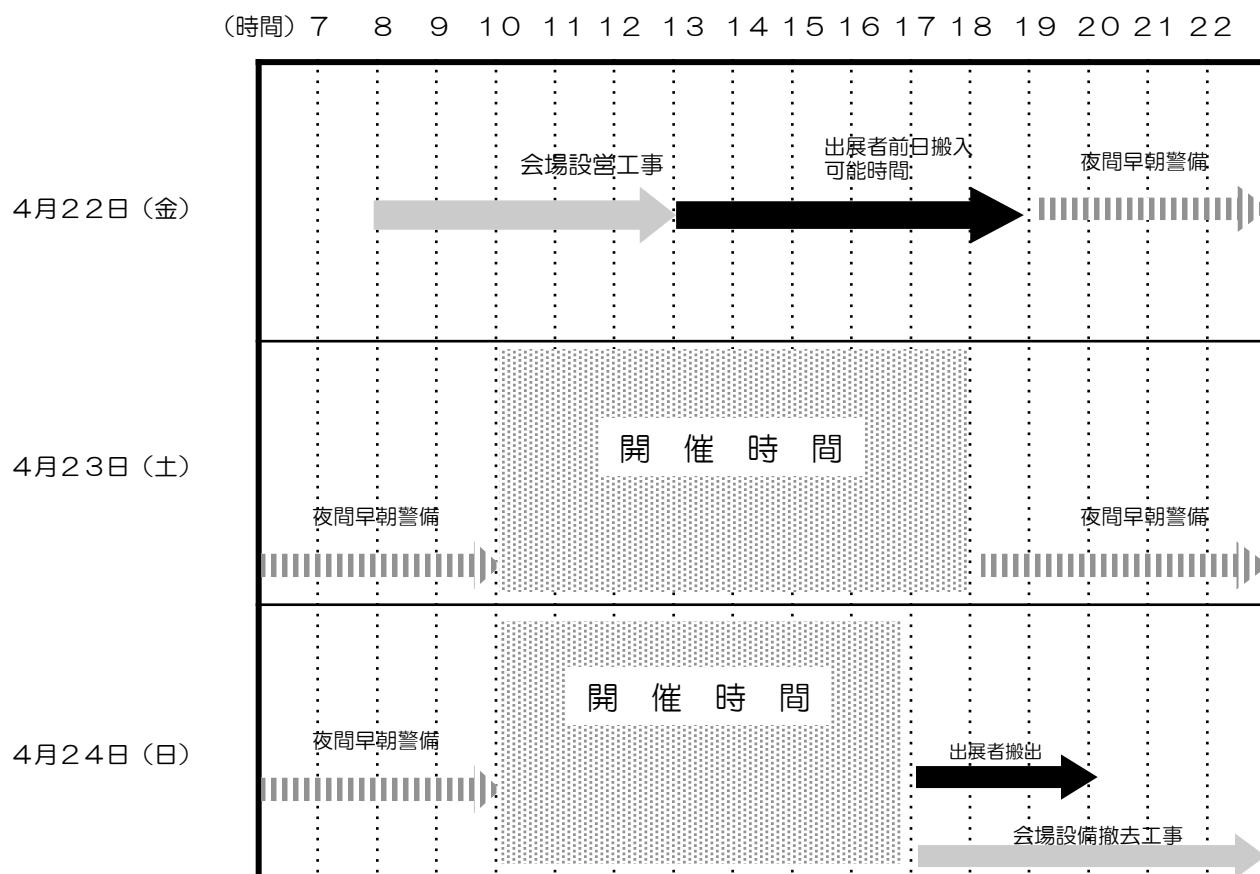 （時間）７ ８ ９ １０ １１ １２ １３ １４ １５ １６ １７ １８ １９ ２０ ２１ ２２
４月２２日（金）
会場設営工事
出展者前日搬入
可能時間
夜間早朝警備
４月２３日（土）
開 催 時 間
夜間早朝警備
夜間早朝警備
４月２４日（日）
開 催 時 間
夜間早朝警備
出展者搬出
会場設備撤去工事